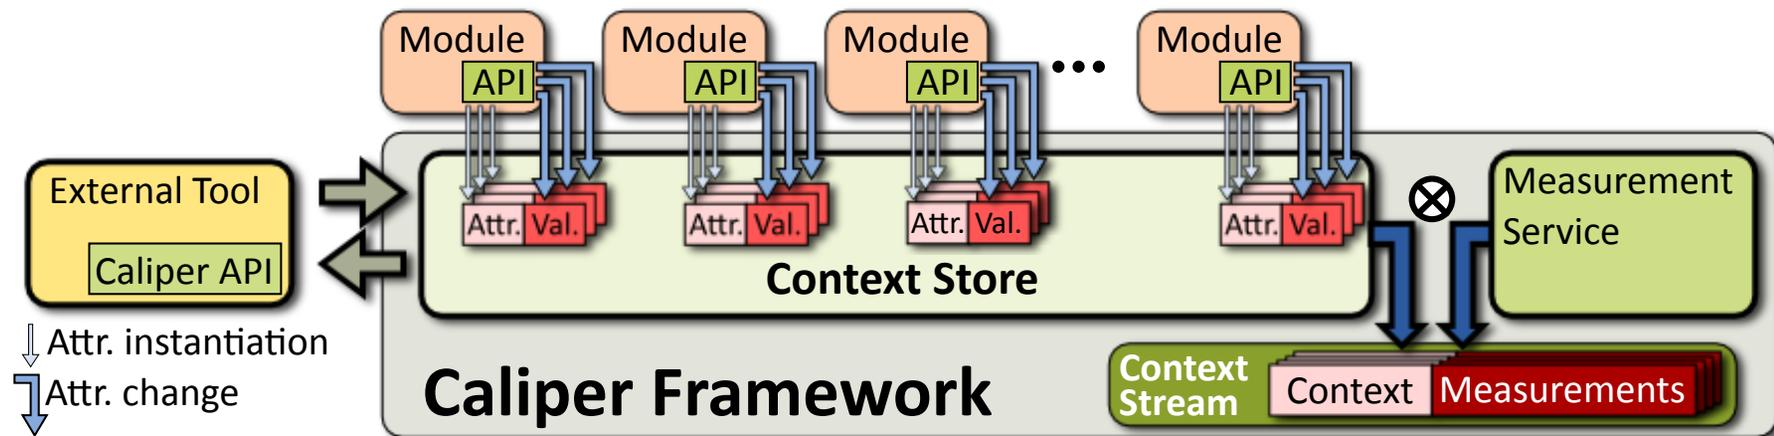 Module
API
Module
API
Module
API
...
Module
API
External Tool
Caliper API
Attr. Val.
Attr. Val.
Attr. Val.
Attr. Val.
Context Store
Measurement
Service
Attr. instantiation
Attr. change
Caliper Framework
Context
Stream
Context Measurements